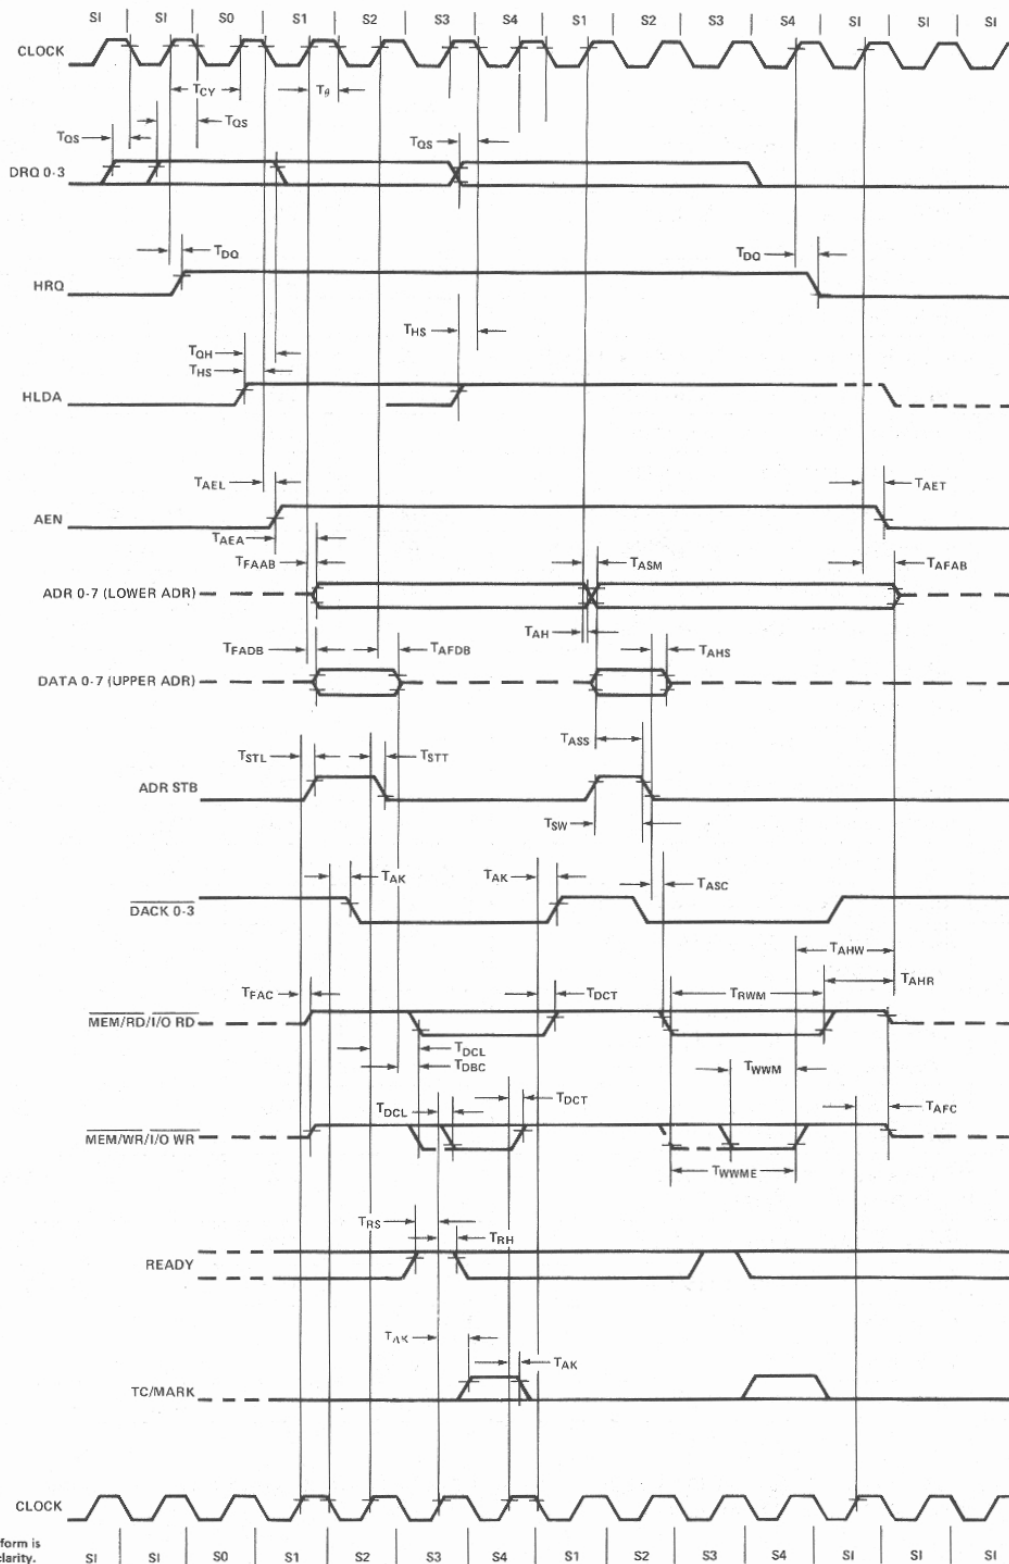 SI SI S0 S1 S2 S3 S4 S1 S2 S3 S4 SI SI SI
CLOCK
TCY Tθ
TQS TQS TQS
DRQ 0-3
TDQ TDQ
HRQ
THS
TQH
THS
HLDA
TAEL TAET
AEN
TAEA
TFAAB TASM TAFAB
ADR 0-7 (LOWER ADR)
TAH
TFADB TAFDB TAHS
DATA 0-7 (UPPER ADR)
TASS
TSTL TSTT
ADR STB
TSW
TAK TAK TASC
DACK 0-3
TAHW
TAHR
TFAC TDCT TRWM
MEM/RD/I/O RD
TDCL
TDBC TWWM
TDCL TDCT TAFC
MEM/WR/I/O WR
TWWME
TRS
TRH
READY
TAK
TAK
TC/MARK
CLOCK
form is
clarity.
SI SI S0 S1 S2 S3 S4 S1 S2 S3 S4 SI SI SI